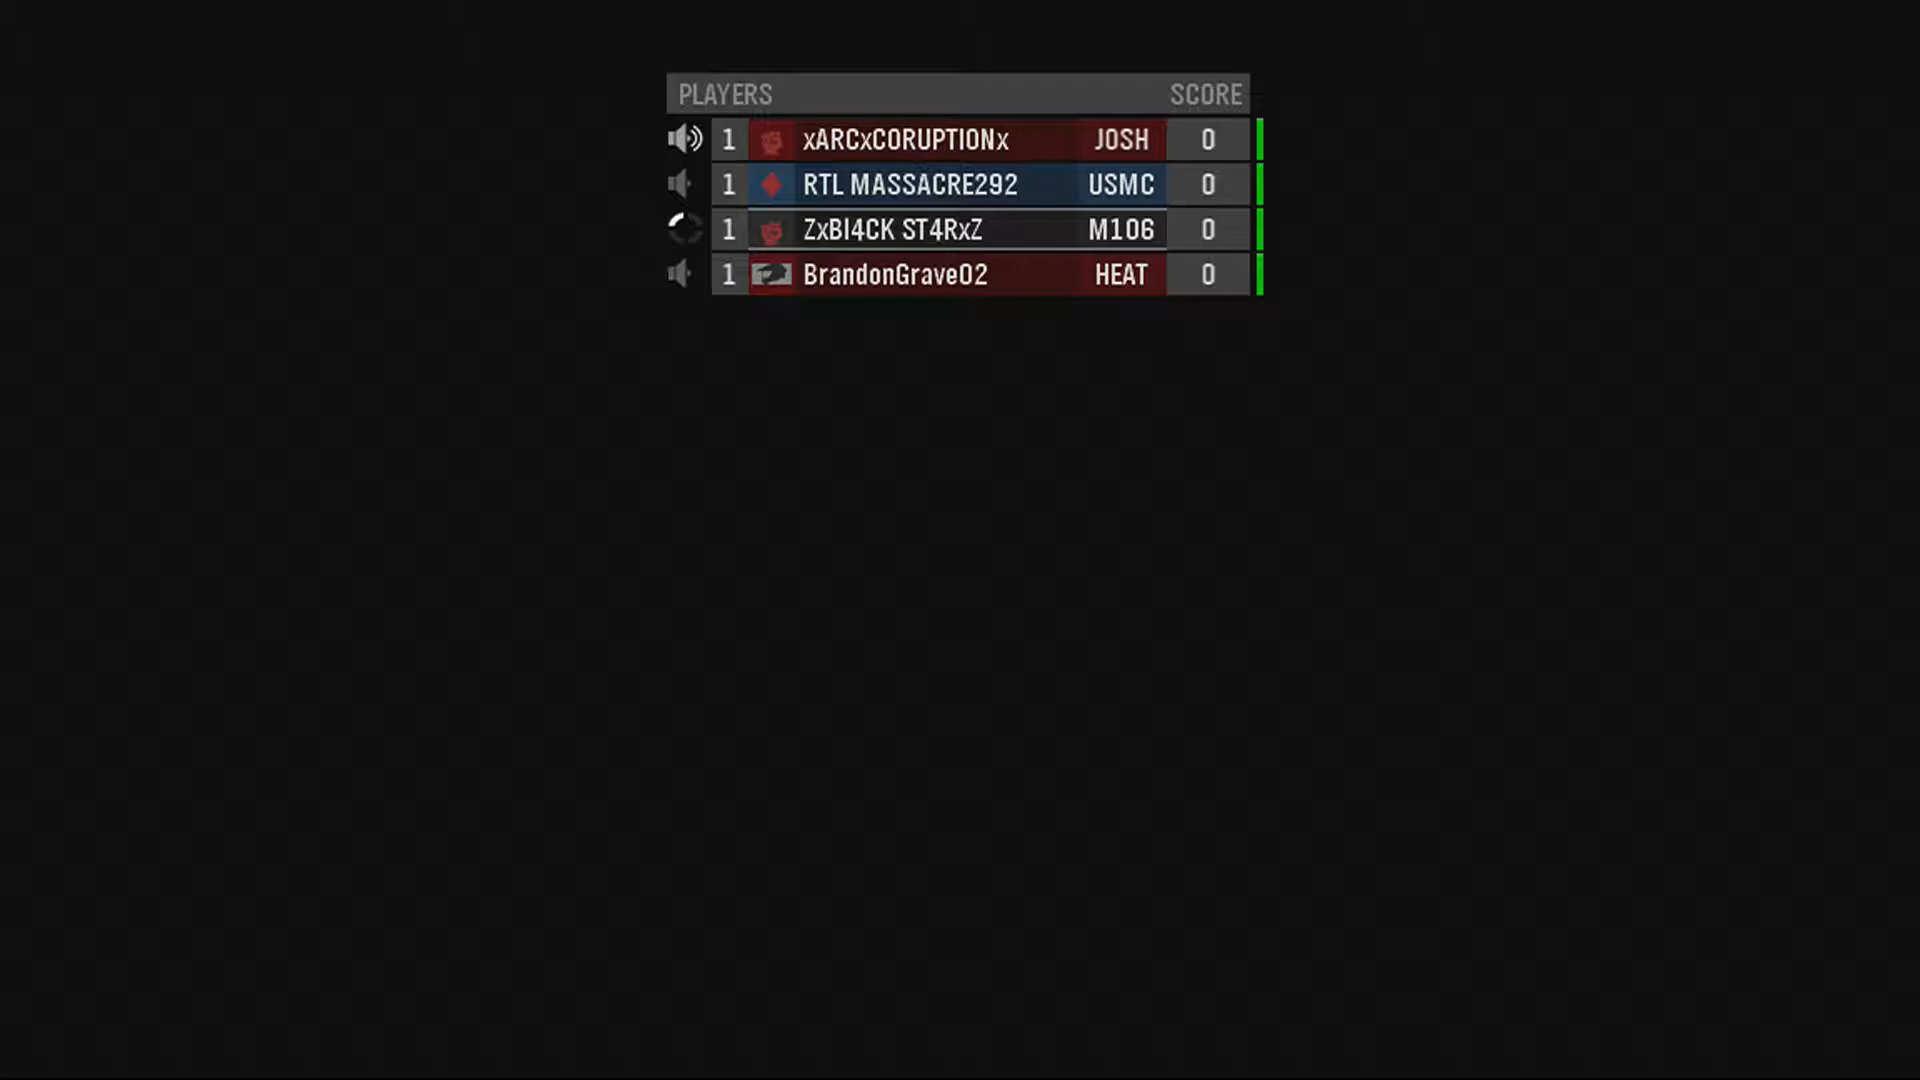 PLAYERS SCORE
1 xARCxCORUPTIONx JOSH 0
1 RTL MASSACRE292 USMC 0
1 ZxBl4CK ST4RxZ M106 0
1 BrandonGrave02 HEAT 0